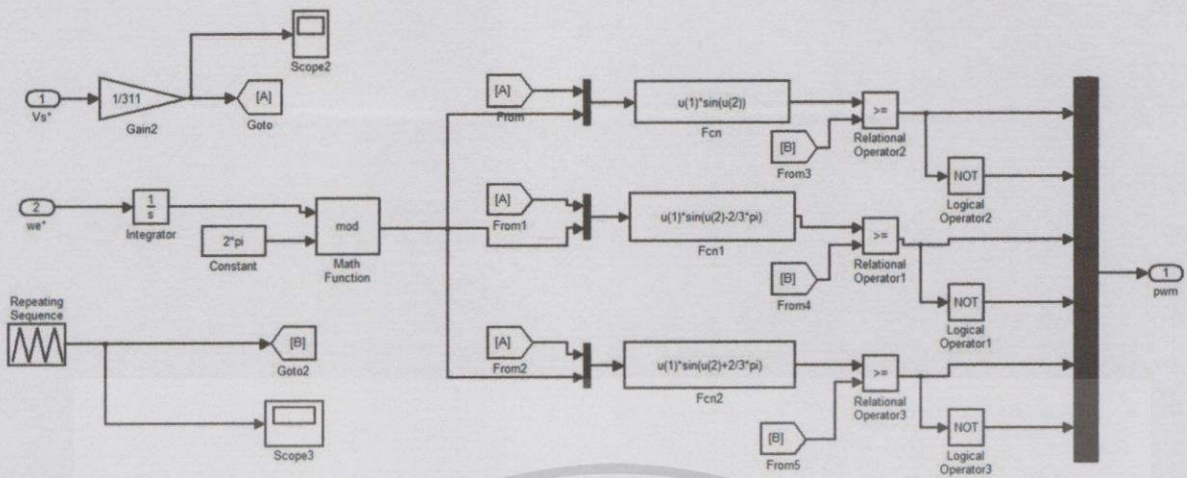 Scope2
1
Vs*
1/311
Gain2
[A]
Goto
2
we*
1
s
Integrator
2*pi
Constant
mod
Math
Function
Repeating
Sequence
[B]
Goto2
Scope3
[A]
From
u(1)*sin(u(2))
Fcn
[B]
From3
>=
Relational
Operator2
NOT
Logical
Operator2
[A]
From1
u(1)*sin(u(2)-2/3*pi)
Fcn1
[B]
From4
>=
Relational
Operator1
NOT
Logical
Operator1
[A]
From2
u(1)*sin(u(2)+2/3*pi)
Fcn2
[B]
From5
>=
Relational
Operator3
NOT
Logical
Operator3
1
pwm